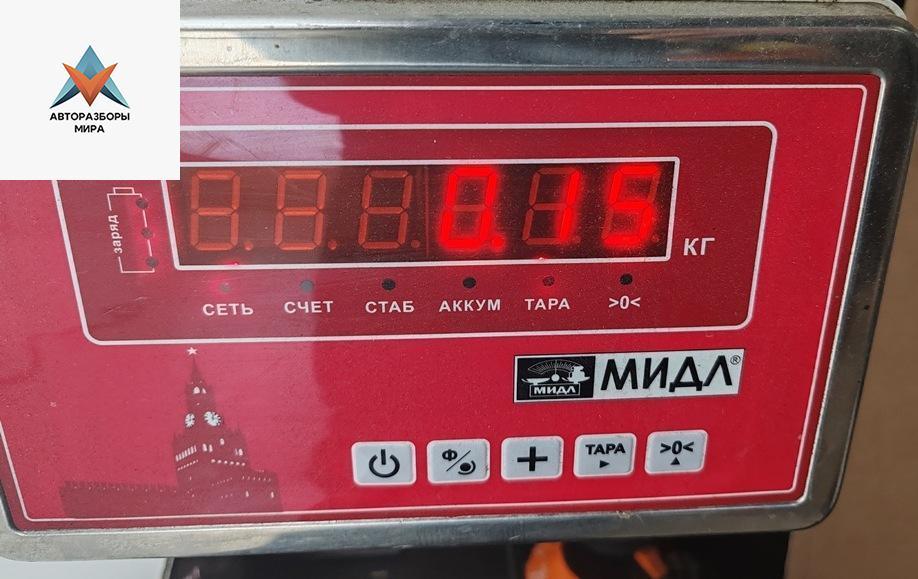 АВТОРАЗБОРЫ
МИРА
заряд
0.15
КГ
СЕТЬ СЧЕТ СТАБ АККУМ ТАРА >0<
МИДЛ
МИДЛ®
Ф/ + ТАРА >0<